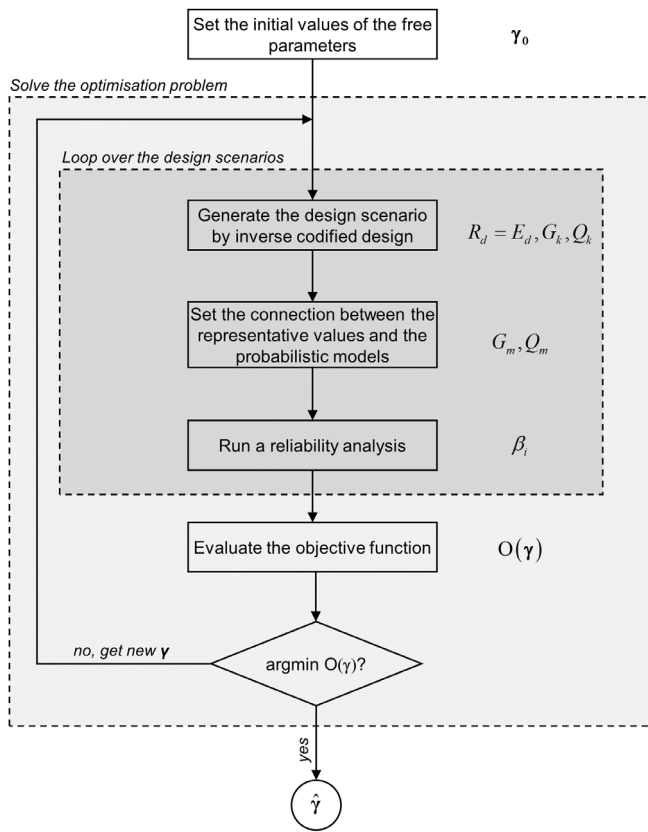 Set the initial values of the free
parameters
γ₀
Solve the optimisation problem
Loop over the design scenarios
Generate the design scenario
by inverse codified design
R_d = E_d, G_k, Q_k
Set the connection between the
representative values and the
probabilistic models
G_m, Q_m
Run a reliability analysis
β_i
Evaluate the objective function
O(γ)
no, get new γ
argmin O(γ)?
yes
γ̂